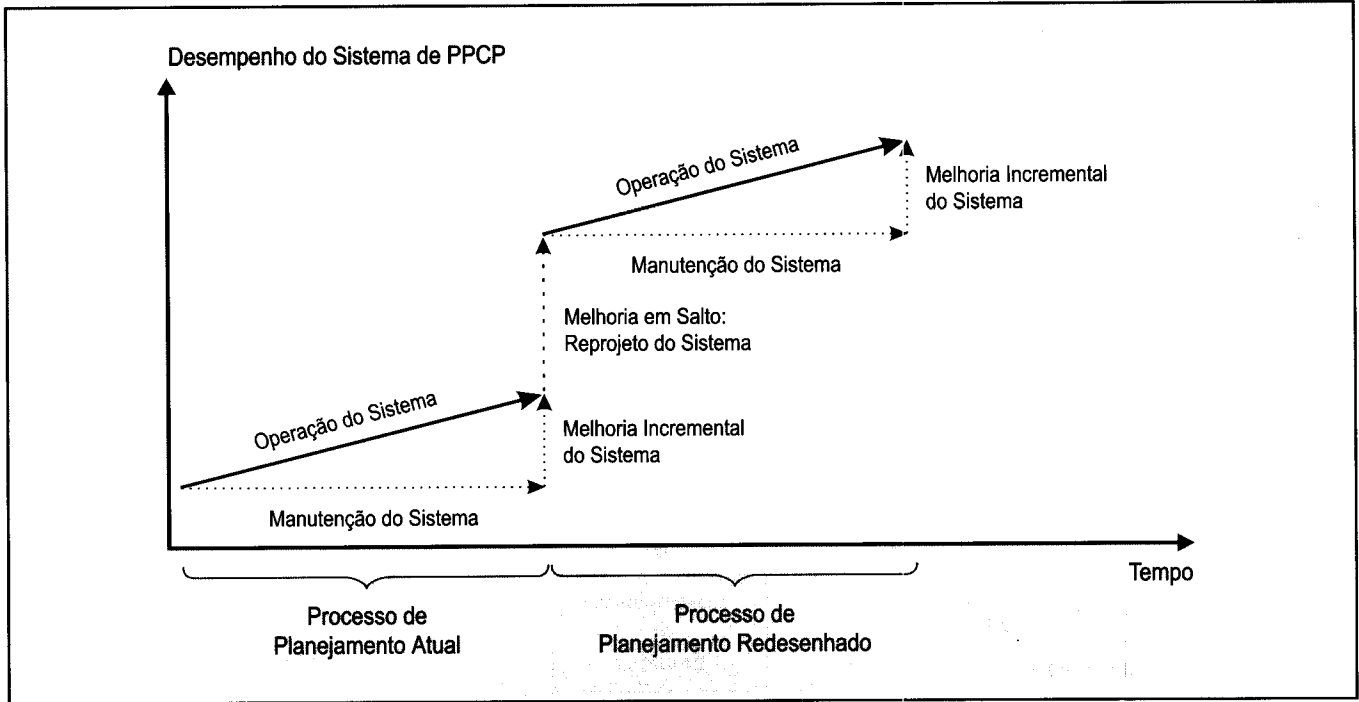 Desempenho do Sistema de PPCP
Operação do Sistema
Melhoria Incremental
do Sistema
Manutenção do Sistema
Melhoria em Salto:
Reprojeto do Sistema
Operação do Sistema
Melhoria Incremental
do Sistema
Manutenção do Sistema
Tempo
Processo de
Planejamento Atual
Processo de
Planejamento Redesenhado